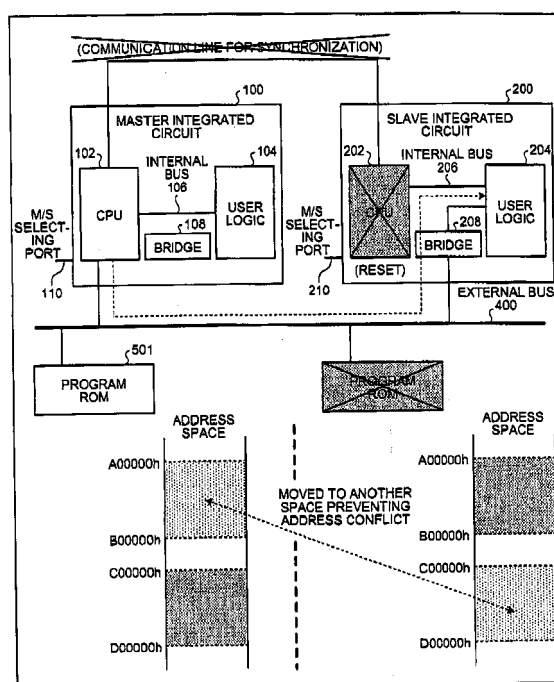 (COMMUNICATION LINE FOR SYNCHRONIZATION)
100
MASTER INTEGRATED
CIRCUIT
102
104
INTERNAL
BUS
106
CPU
USER
LOGIC
108
BRIDGE
M/S
SELECT-
ING
PORT
110
200
SLAVE INTEGRATED
CIRCUIT
202
204
INTERNAL BUS
206
CPU
USER
LOGIC
208
BRIDGE
(RESET)
M/S
SELECT-
ING
PORT
210
EXTERNAL BUS
400
501
PROGRAM
ROM
PROGRAM
ROM
ADDRESS
SPACE
A00000h
B00000h
C00000h
D00000h
MOVED TO ANOTHER
SPACE PREVENTING
ADDRESS CONFLICT
ADDRESS
SPACE
A00000h
B00000h
C00000h
D00000h